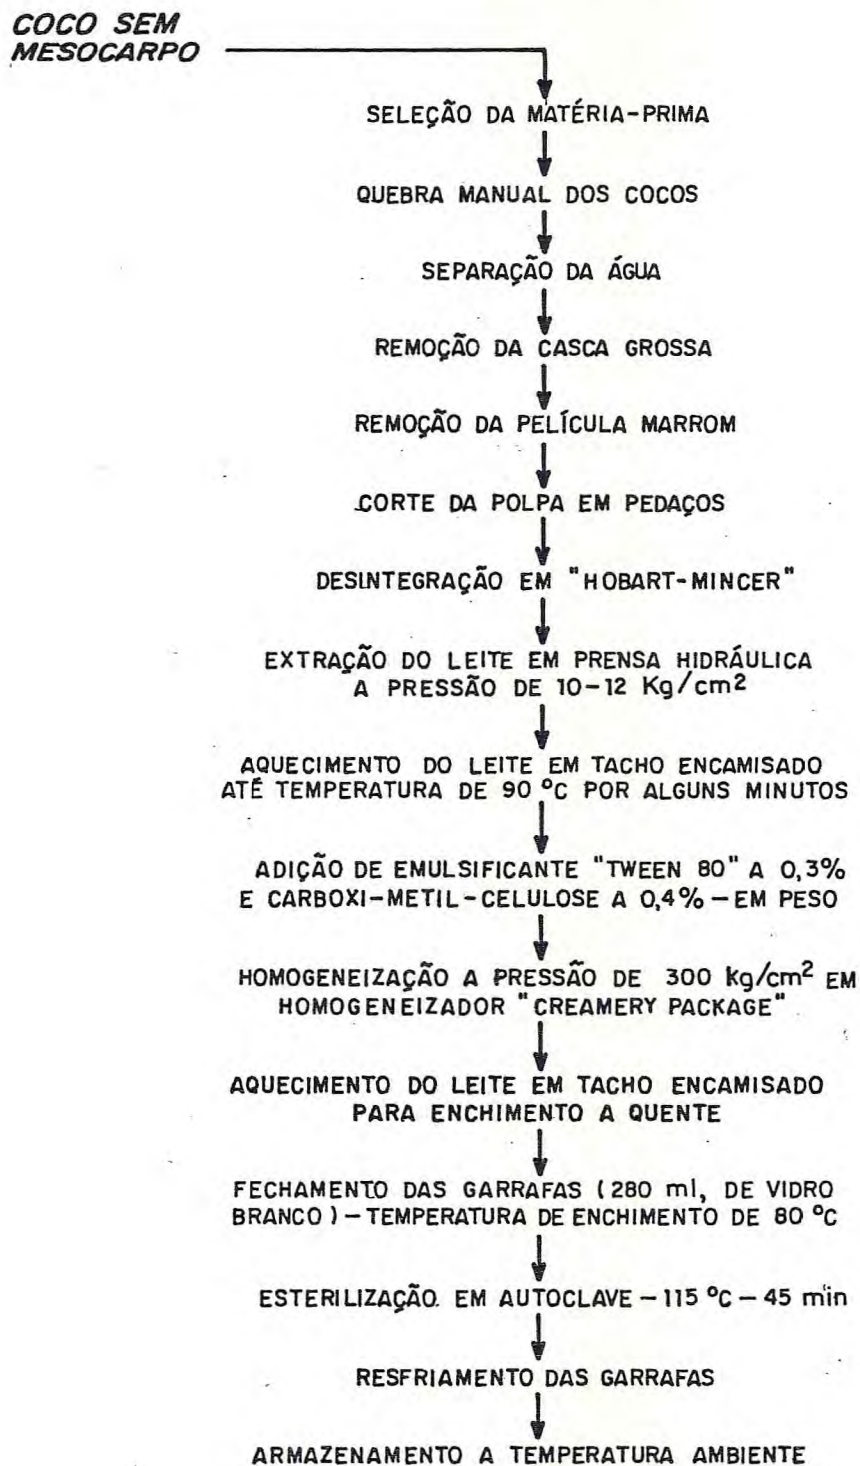 COCO SEM
MESOCARPO
SELEÇÃO DA MATÉRIA-PRIMA
QUEBRA MANUAL DOS COCOS
SEPARAÇÃO DA ÁGUA
REMOÇÃO DA CASCA GROSSA
REMOÇÃO DA PELÍCULA MARROM
CORTE DA POLPA EM PEDAÇOS
DESINTEGRAÇÃO EM "HOBART-MINCER"
EXTRAÇÃO DO LEITE EM PRENSA HIDRÁULICA
A PRESSÃO DE 10-12 Kg/cm2
AQUECIMENTO DO LEITE EM TACHO ENCAMISADO
ATÉ TEMPERATURA DE 90 ºC POR ALGUNS MINUTOS
ADIÇÃO DE EMULSIFICANTE "TWEEN 80" A 0,3%
E CARBOXI-METIL-CELULOSE A 0,4% - EM PESO
HOMOGENEIZAÇÃO A PRESSÃO DE 300 kg/cm2 EM
HOMOGENEIZADOR "CREAMERY PACKAGE"
AQUECIMENTO DO LEITE EM TACHO ENCAMISADO
PARA ENCHIMENTO A QUENTE
FECHAMENTO DAS GARRAFAS (280 ml, DE VIDRO
BRANCO) - TEMPERATURA DE ENCHIMENTO DE 80 ºC
ESTERILIZAÇÃO. EM AUTOCLAVE - 115 ºC - 45 min
RESFRIAMENTO DAS GARRAFAS
ARMAZENAMENTO A TEMPERATURA AMBIENTE